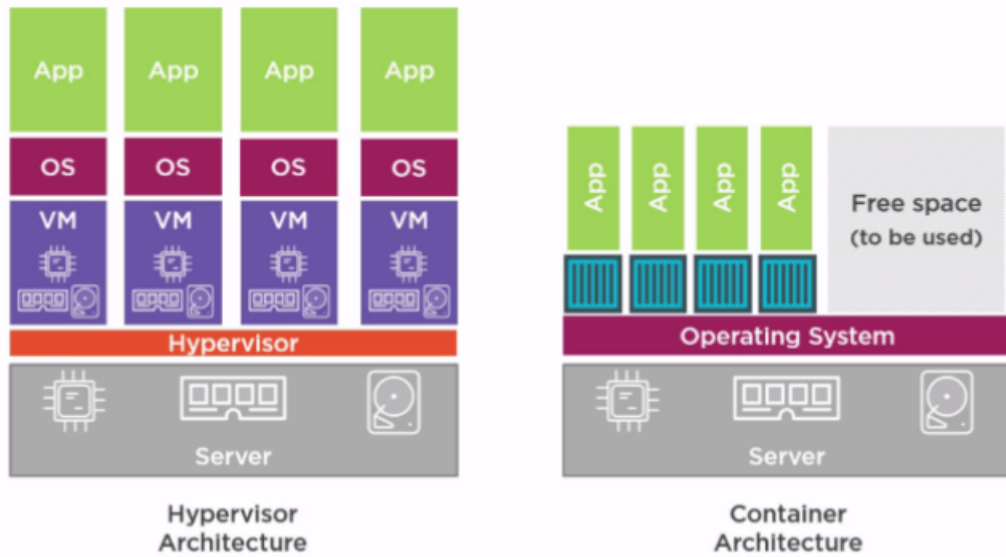 App App App App
OS OS OS OS
VM VM VM VM
Hypervisor
Server
Hypervisor
Architecture
App App App App
Free space
(to be used)
Operating System
Server
Container
Architecture